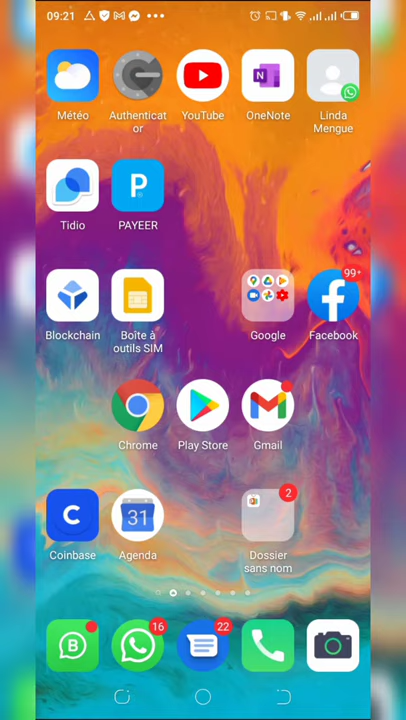 09:21
Météo
Authenticat
or
YouTube
OneNote
Linda
Mengue
Tidio
PAYEER
Blockchain
Boîte à
outils SIM
Google
99+
Facebook
Chrome
Play Store
Gmail
Coinbase
31
Agenda
2
Dossier
sans nom
16
22